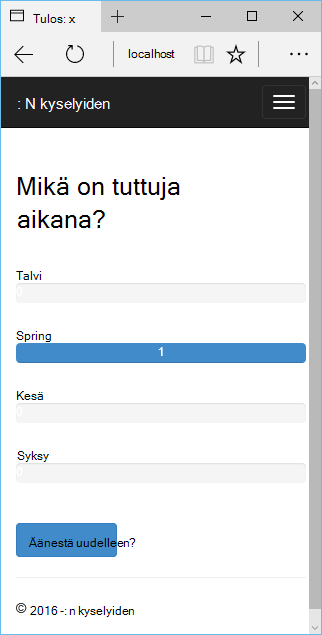 Tulos: x
localhost
: N kyselyiden
Mikä on tuttuja
aikana?
Talvi
0
Spring
1
Kesä
0
Syksy
0
Äänestä uudelleen?
© 2016 -: n kyselyiden